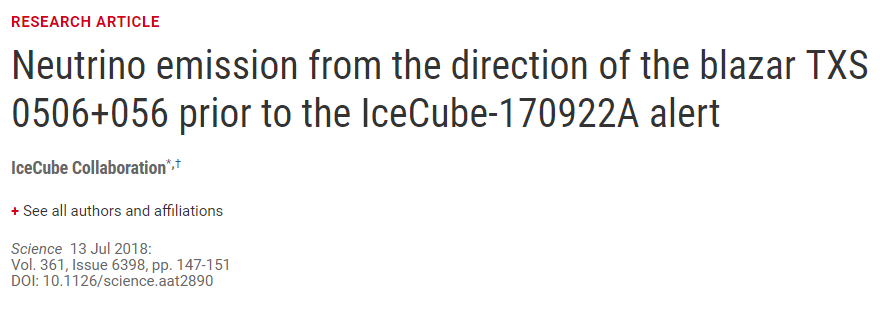 RESEARCH ARTICLE
Neutrino emission from the direction of the blazar TXS
0506+056 prior to the IceCube-170922A alert
IceCube Collaboration*,†
+ See all authors and affiliations
Science 13 Jul 2018:
Vol. 361, Issue 6398, pp. 147-151
DOI: 10.1126/science.aat2890